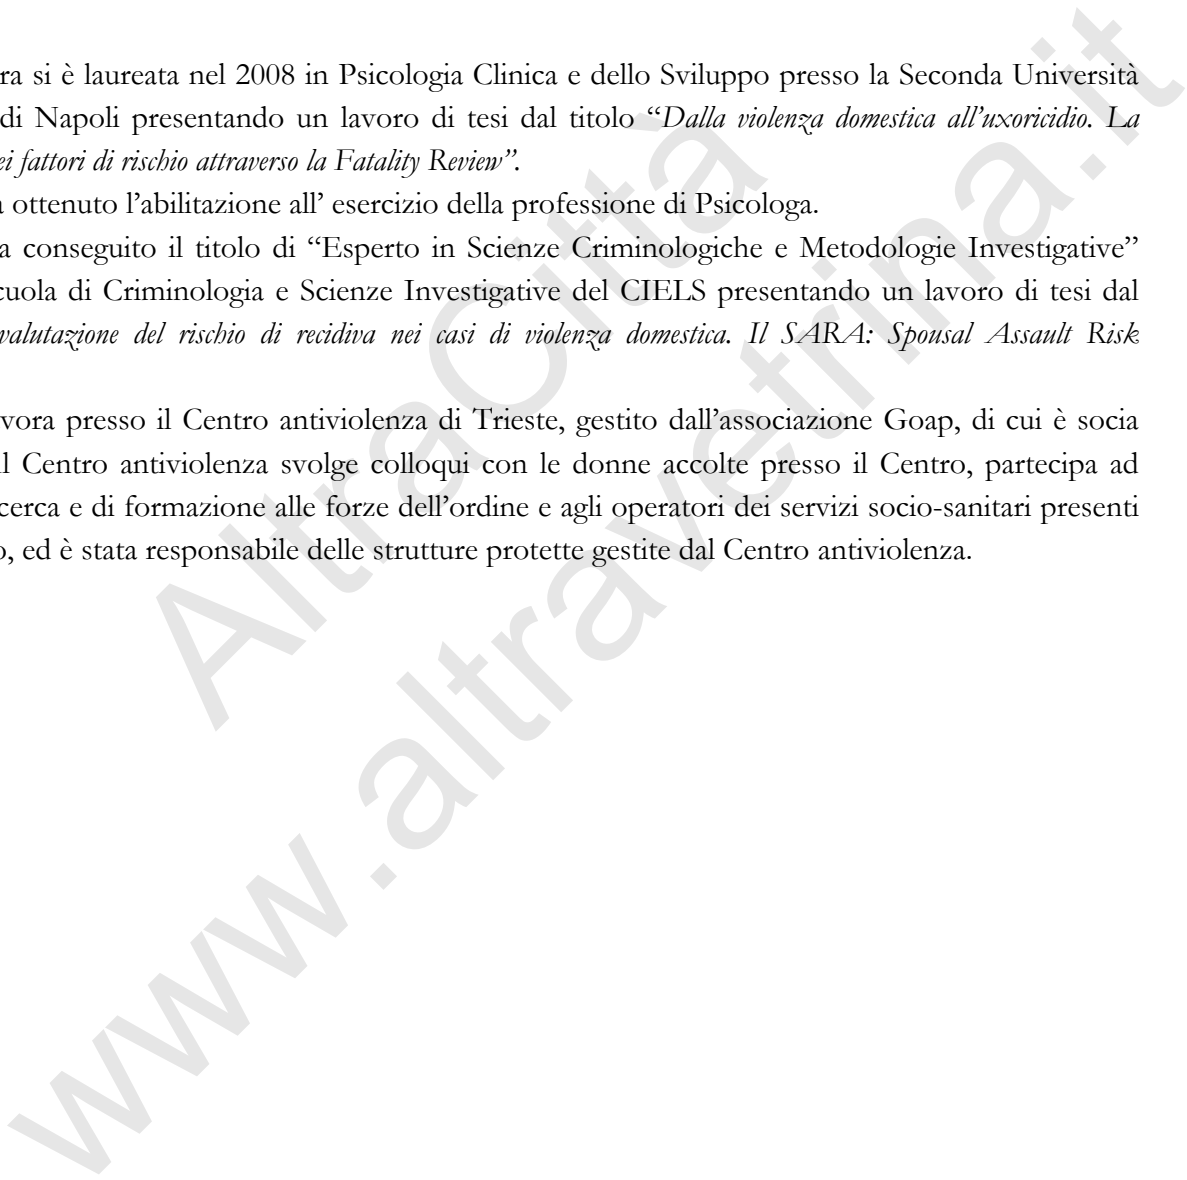 ra si è laureata nel 2008 in Psicologia Clinica e dello Sviluppo presso la Seconda Università
di Napoli presentando un lavoro di tesi dal titolo “Dalla violenza domestica all’uxoricidio. La
ei fattori di rischio attraverso la Fatality Review”.
a ottenuto l’abilitazione all’ esercizio della professione di Psicologa.
a conseguito il titolo di “Esperto in Scienze Criminologiche e Metodologie Investigative”
cuola di Criminologia e Scienze Investigative del CIELS presentando un lavoro di tesi dal
valutazione del rischio di recidiva nei casi di violenza domestica. Il SARA: Spousal Assault Risk
vora presso il Centro antiviolenza di Trieste, gestito dall’associazione Goap, di cui è socia
l Centro antiviolenza svolge colloqui con le donne accolte presso il Centro, partecipa ad
cerca e di formazione alle forze dell’ordine e agli operatori dei servizi socio-sanitari presenti
o, ed è stata responsabile delle strutture protette gestite dal Centro antiviolenza.
AltraCittà
www.altravetrina.it